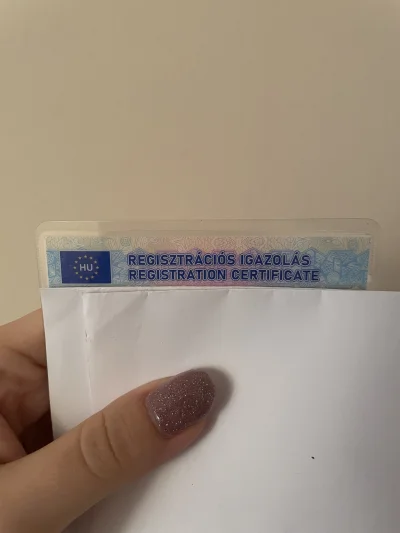 HU
REGISZTRÁCIÓS IGAZOLÁS
REGISTRATION CERTIFICATE